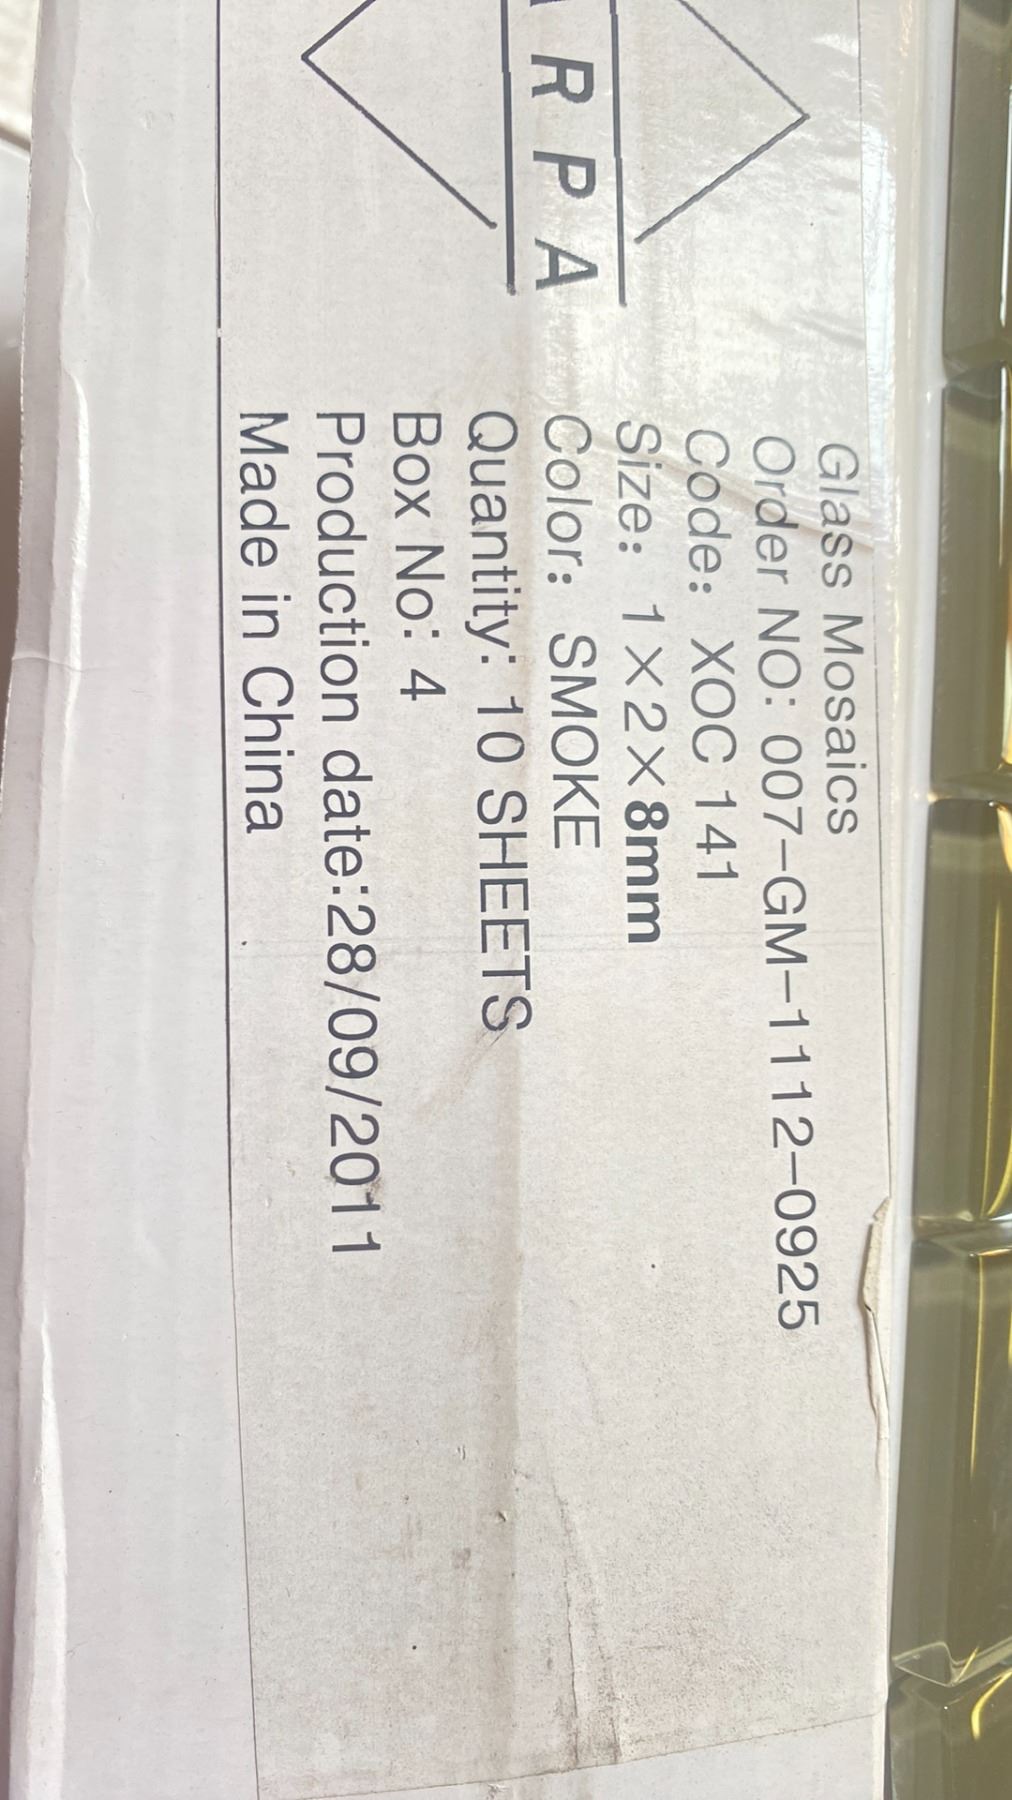 RPA
Glass Mosaics
Order NO: 007-GM-1112-0925
Code: XOC 141
Size: 1×2×8mm
Color: SMOKE
Quantity: 10 SHEETS
Box No: 4
Production date:28/09/2011
Made in China